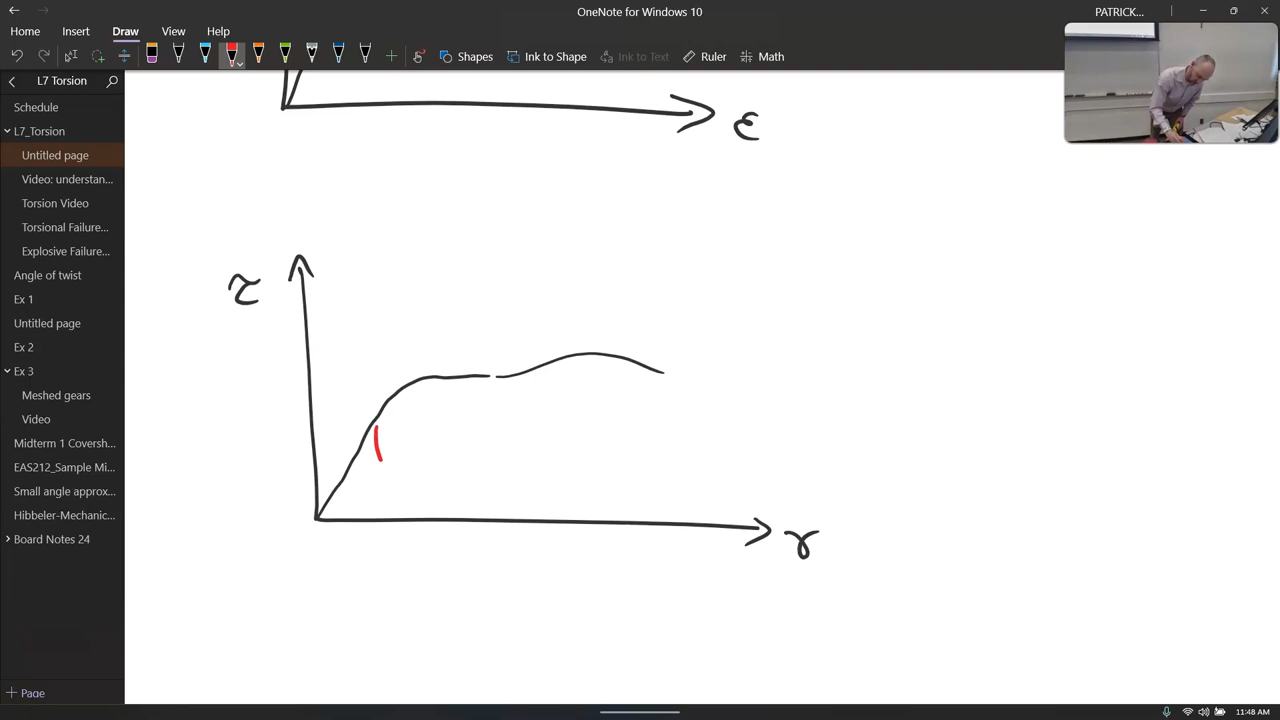 OneNote for Windows 10
PATRICK...
Home
Insert
Draw
View
Help
Shapes
Ink to Shape
Ink to Text
Ruler
Math
L7 Torsion
Schedule
L7_Torsion
Untitled page
Video: understan...
Torsion Video
Torsional Failure...
Explosive Failure...
Angle of twist
Ex 1
Untitled page
Ex 2
Ex 3
Meshed gears
Video
Midterm 1 Coversh...
EAS212_Sample Mi...
Small angle approx...
Hibbeler-Mechanic...
Board Notes 24
Page
ε
τ
γ
11:48 AM